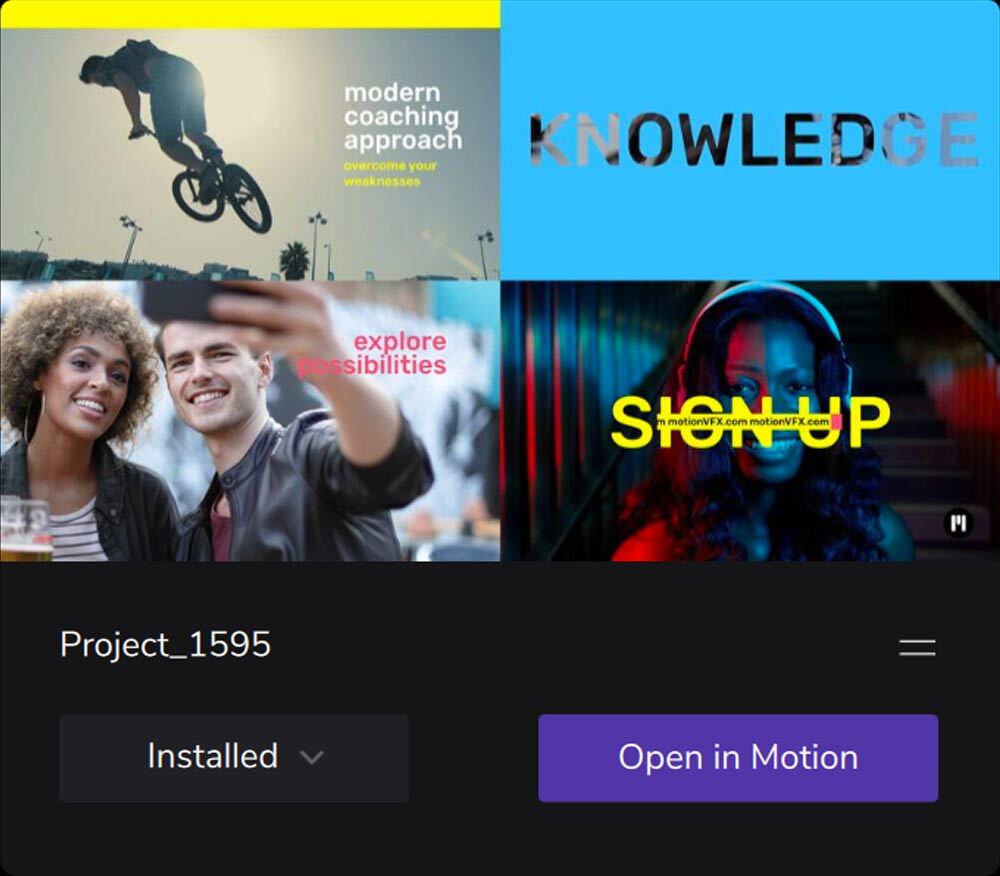 modern
coaching
approach
overcome your
weaknesses
KNOWLEDGE
explore
possibilities
SIGN UP
m motionVFX.com motionVFX.com
Project_1595
Installed
Open in Motion